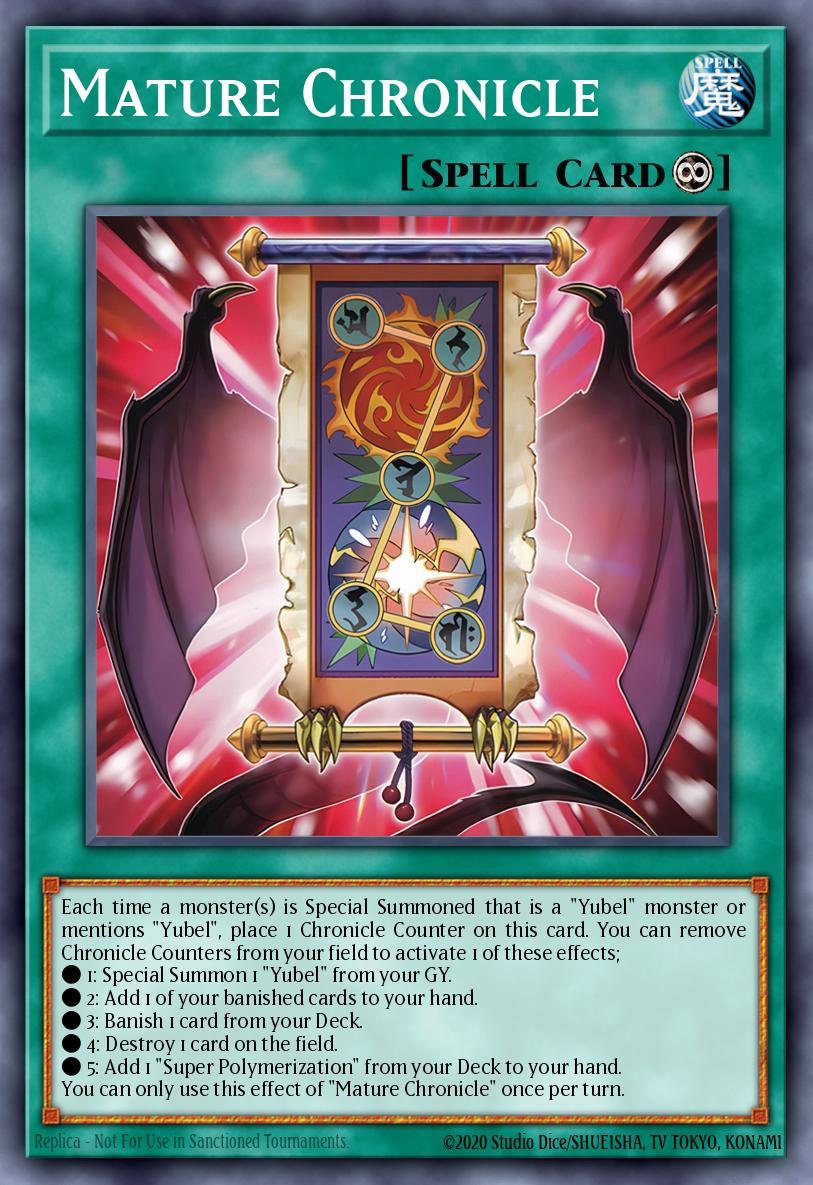 Mature Chronicle
SPELL
魔
[Spell Card]
Each time a monster(s) is Special Summoned that is a "Yubel" monster or
mentions "Yubel", place 1 Chronicle Counter on this card. You can remove
Chronicle Counters from your field to activate 1 of these effects;
● 1: Special Summon 1 "Yubel" from your GY.
● 2: Add 1 of your banished cards to your hand.
● 3: Banish 1 card from your Deck.
● 4: Destroy 1 card on the field.
● 5: Add 1 "Super Polymerization" from your Deck to your hand.
You can only use this effect of "Mature Chronicle" once per turn.
Replica - Not For Use in Sanctioned Tournaments.
©2020 Studio Dice/SHUEISHA, TV TOKYO, KONAMI